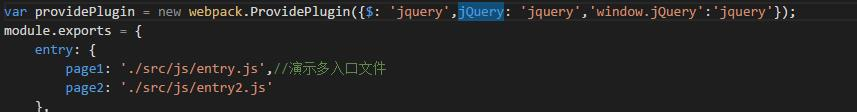 var providePlugin = new webpack.ProvidePlugin({$: 'jquery',jQuery: 'jquery','window.jQuery':'jquery'});
module.exports = {
entry: {
page1: './src/js/entry.js',//演示多入口文件
page2: './src/js/entry2.js'
},